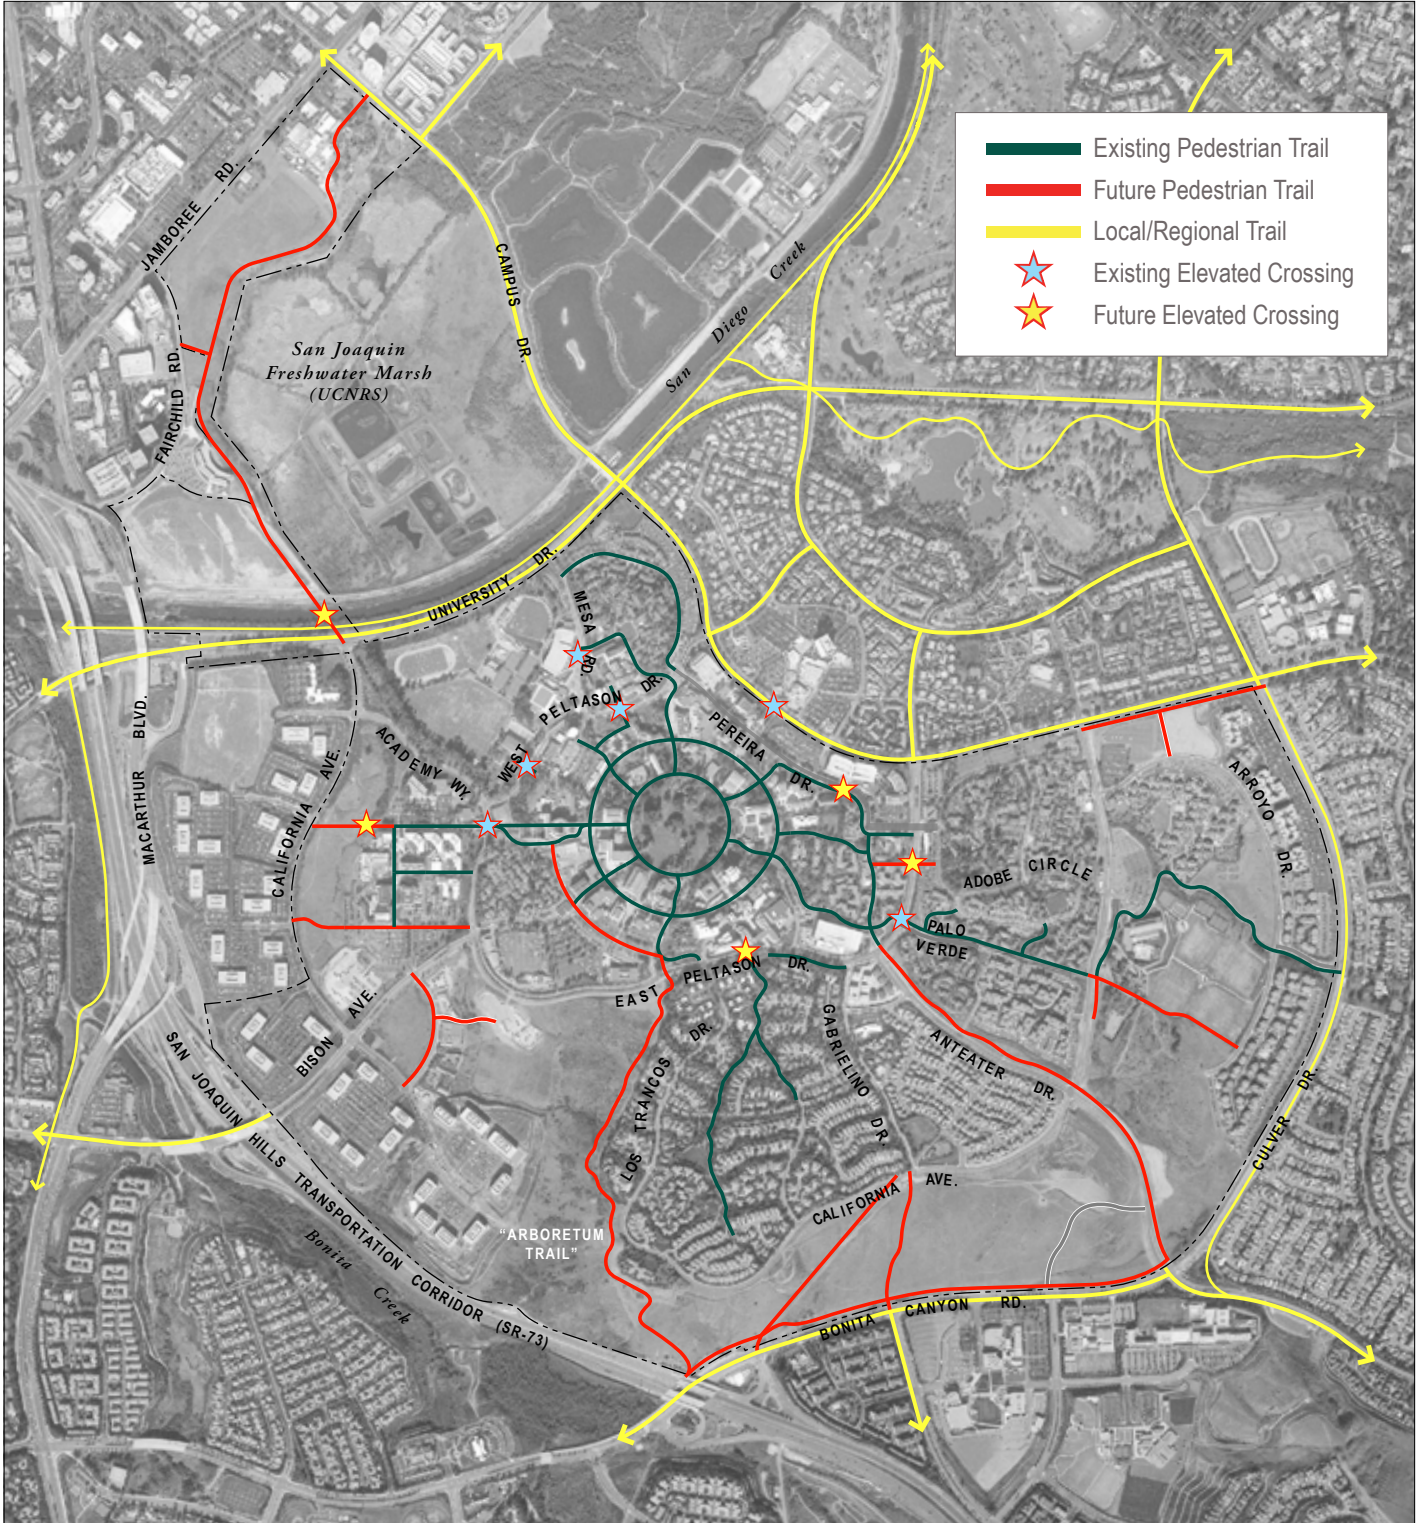 Existing Pedestrian Trail
Future Pedestrian Trail
Local/Regional Trail
Existing Elevated Crossing
Future Elevated Crossing
JAMBOREE RD.
CAMPUS DR.
San Diego Creek
San Joaquin
Freshwater Marsh
(UCNRS)
FAIRCHILD RD.
UNIVERSITY DR.
MESA RD.
WEST PELTASON DR.
PEREIRA DR.
ACADEMY WY.
MACARTHUR BLVD.
CALIFORNIA AVE.
ARROYO DR.
ADOBE CIRCLE
PALO
VERDE
EAST PELTASON DR.
BISON AVE.
LOS TRANCOS DR.
GABRIELINO DR.
ANTEATER DR.
CULVER DR.
SAN JOAQUIN HILLS TRANSPORTATION CORRIDOR (SR-73)
CALIFORNIA AVE.
"ARBORETUM
TRAIL"
Bonita Creek
BONITA CANYON RD.